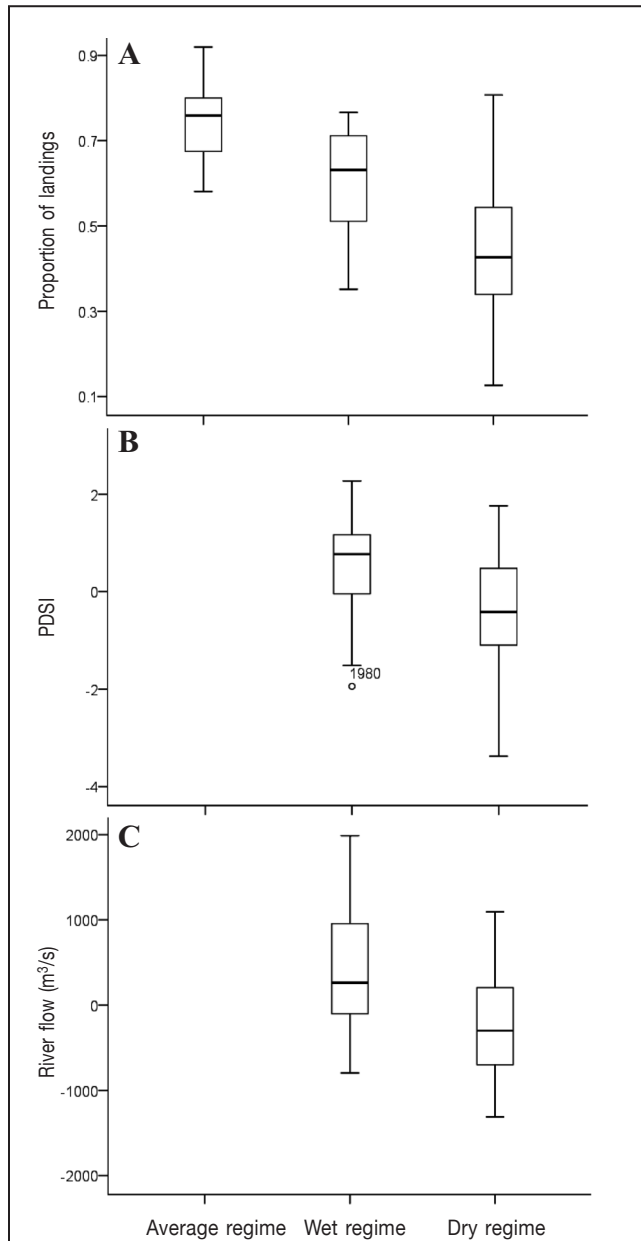 A
0.9
0.7
0.5
0.3
0.1
Proportion of landings
B
2
0
-2
-4
PDSI
1980
C
2000
1000
0
-1000
-2000
River flow (m³/s)
Average regime Wet regime Dry regime